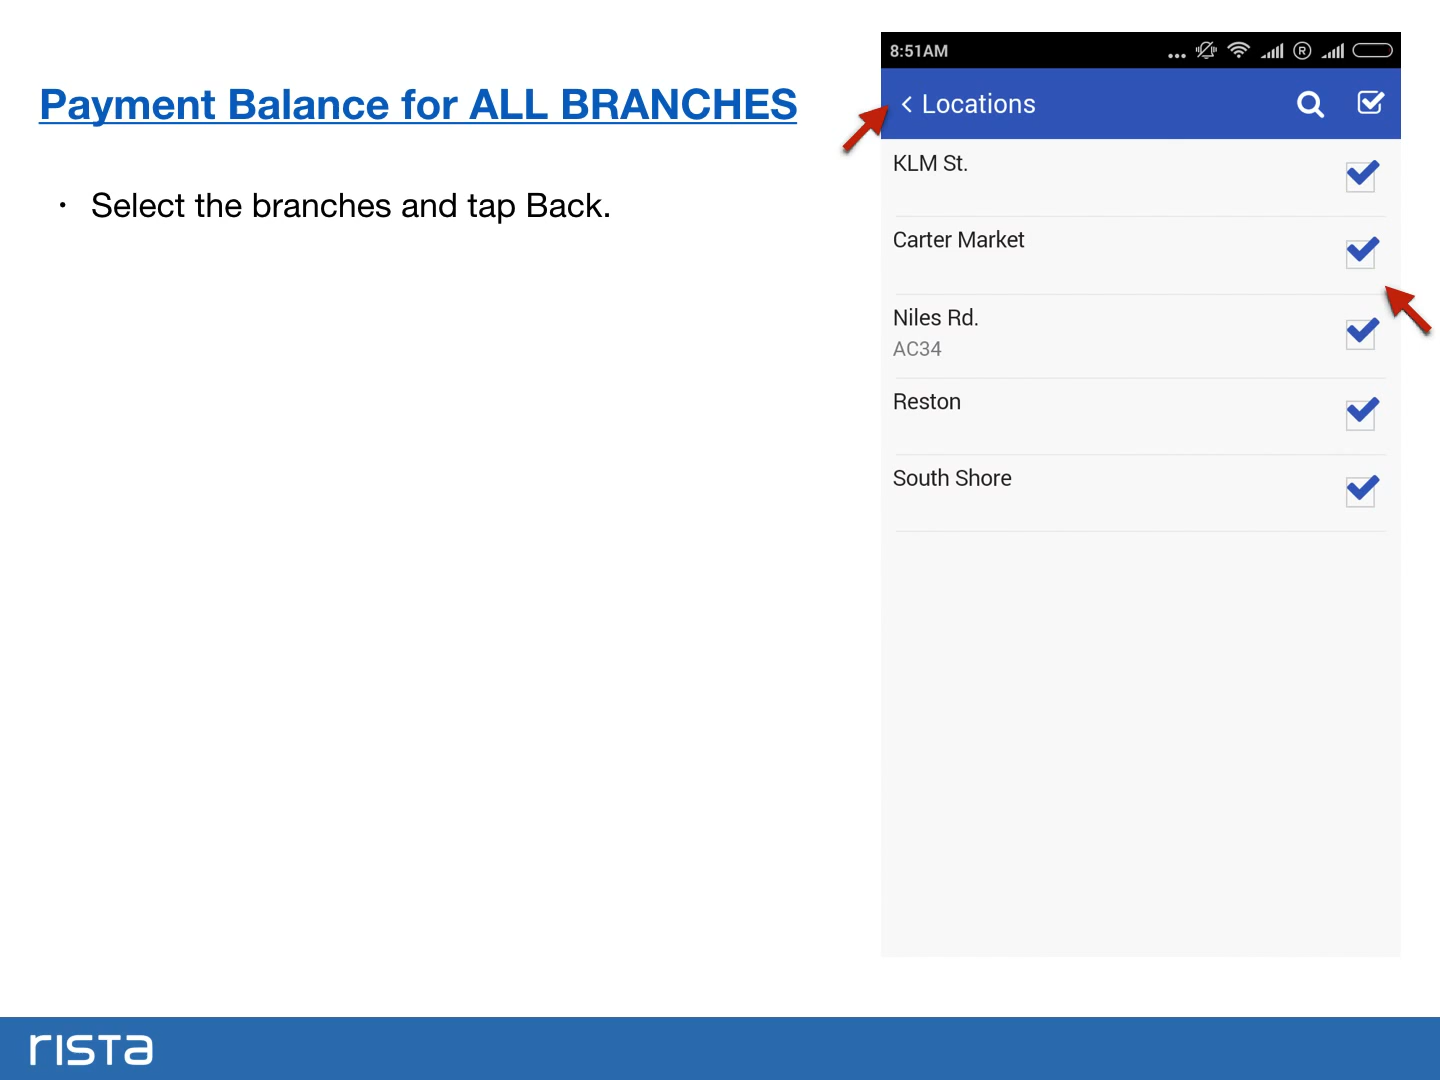 Payment Balance for ALL BRANCHES
• Select the branches and tap Back.
8:51AM
R
< Locations
KLM St.
Carter Market
Niles Rd.
AC34
Reston
South Shore
rista